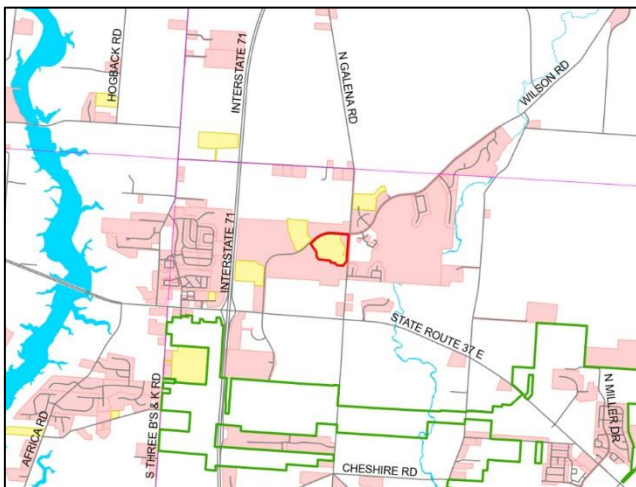 HOGBACK RD
INTERSTATE 71
N GALENA RD
WILSON RD
INTERSTATE 71
STATE ROUTE 37 E
AFRICA RD
S THREE B'S & K RD
N MILLER DR
CHESHIRE RD